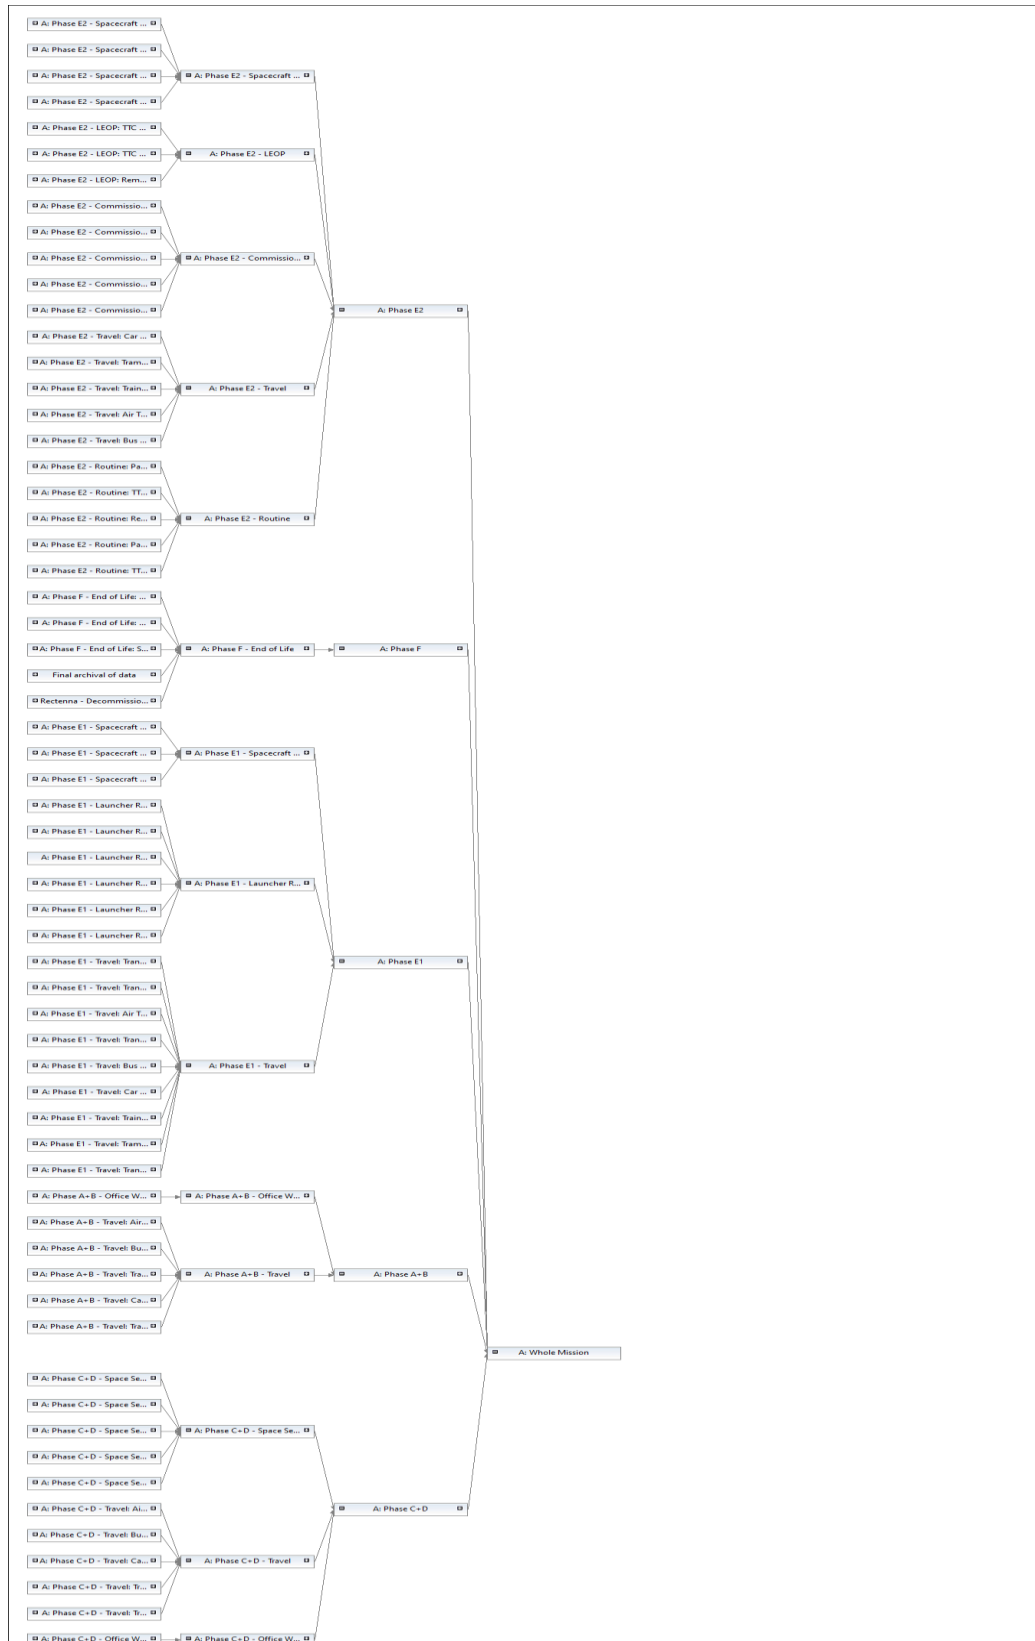 A: Phase E2 - Spacecraft ...
A: Phase E2 - Spacecraft ...
A: Phase E2 - Spacecraft ...
A: Phase E2 - Spacecraft ...
A: Phase E2 - Spacecraft ...
A: Phase E2 - LEOP: TTC ...
A: Phase E2 - LEOP: TTC ...
A: Phase E2 - LEOP
A: Phase E2 - LEOP: Rem...
A: Phase E2 - Commissio...
A: Phase E2 - Commissio...
A: Phase E2 - Commissio...
A: Phase E2 - Commissio...
A: Phase E2 - Commissio...
A: Phase E2 - Commissio...
A: Phase E2
A: Phase E2 - Travel: Car ...
A: Phase E2 - Travel: Tram...
A: Phase E2 - Travel: Train...
A: Phase E2 - Travel
A: Phase E2 - Travel: Air T...
A: Phase E2 - Travel: Bus ...
A: Phase E2 - Routine: Pa...
A: Phase E2 - Routine: TT...
A: Phase E2 - Routine: Re...
A: Phase E2 - Routine
A: Phase E2 - Routine: Pa...
A: Phase E2 - Routine: TT...
A: Phase F - End of Life: ...
A: Phase F - End of Life: ...
A: Phase F - End of Life: S...
A: Phase F - End of Life
A: Phase F
Final archival of data
Rectenna - Decommissio...
A: Phase E1 - Spacecraft ...
A: Phase E1 - Spacecraft ...
A: Phase E1 - Spacecraft ...
A: Phase E1 - Spacecraft ...
A: Phase E1 - Launcher R...
A: Phase E1 - Launcher R...
A: Phase E1 - Launcher R...
A: Phase E1 - Launcher R...
A: Phase E1 - Launcher R...
A: Phase E1 - Launcher R...
A: Phase E1 - Launcher R...
A: Phase E1 - Travel: Tran...
A: Phase E1
A: Phase E1 - Travel: Tran...
A: Phase E1 - Travel: Air T...
A: Phase E1 - Travel: Tran...
A: Phase E1 - Travel: Bus ...
A: Phase E1 - Travel
A: Phase E1 - Travel: Car ...
A: Phase E1 - Travel: Train...
A: Phase E1 - Travel: Tram...
A: Phase E1 - Travel: Tran...
A: Phase A+B - Office W...
A: Phase A+B - Office W...
A: Phase A+B - Travel: Air...
A: Phase A+B - Travel: Bu...
A: Phase A+B - Travel: Tra...
A: Phase A+B - Travel
A: Phase A+B
A: Phase A+B - Travel: Ca...
A: Phase A+B - Travel: Tra...
A: Whole Mission
A: Phase C+D - Space Se...
A: Phase C+D - Space Se...
A: Phase C+D - Space Se...
A: Phase C+D - Space Se...
A: Phase C+D - Space Se...
A: Phase C+D - Space Se...
A: Phase C+D - Travel: Ai...
A: Phase C+D
A: Phase C+D - Travel: Bu...
A: Phase C+D - Travel: Ca...
A: Phase C+D - Travel
A: Phase C+D - Travel: Tr...
A: Phase C+D - Travel: Tr...
A: Phase C+D - Office W...
A: Phase C+D - Office W...